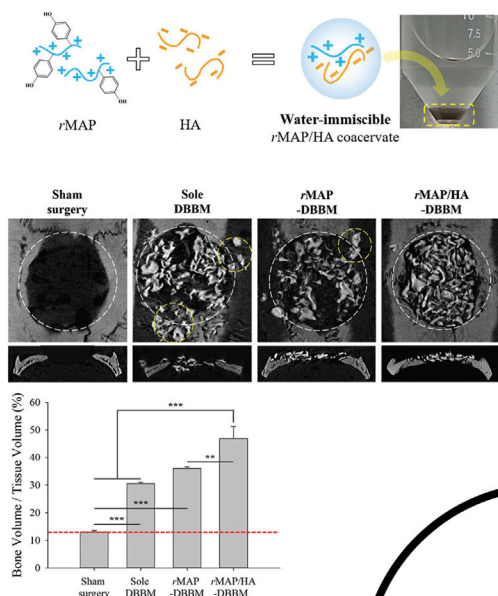 HO
HO
OH
+ + + + + + + +
− − − − − −
10
7.5
5.0
rMAP
HA
Water-immiscible
rMAP/HA coacervate
Sham surgery
Sole DBBM
rMAP -DBBM
rMAP/HA -DBBM
Bone Volume / Tissue Volume (%)
60
50
40
30
20
10
0
***
**
***
***
Sham surgery
Sole DBBM
rMAP -DBBM
rMAP/HA -DBBM